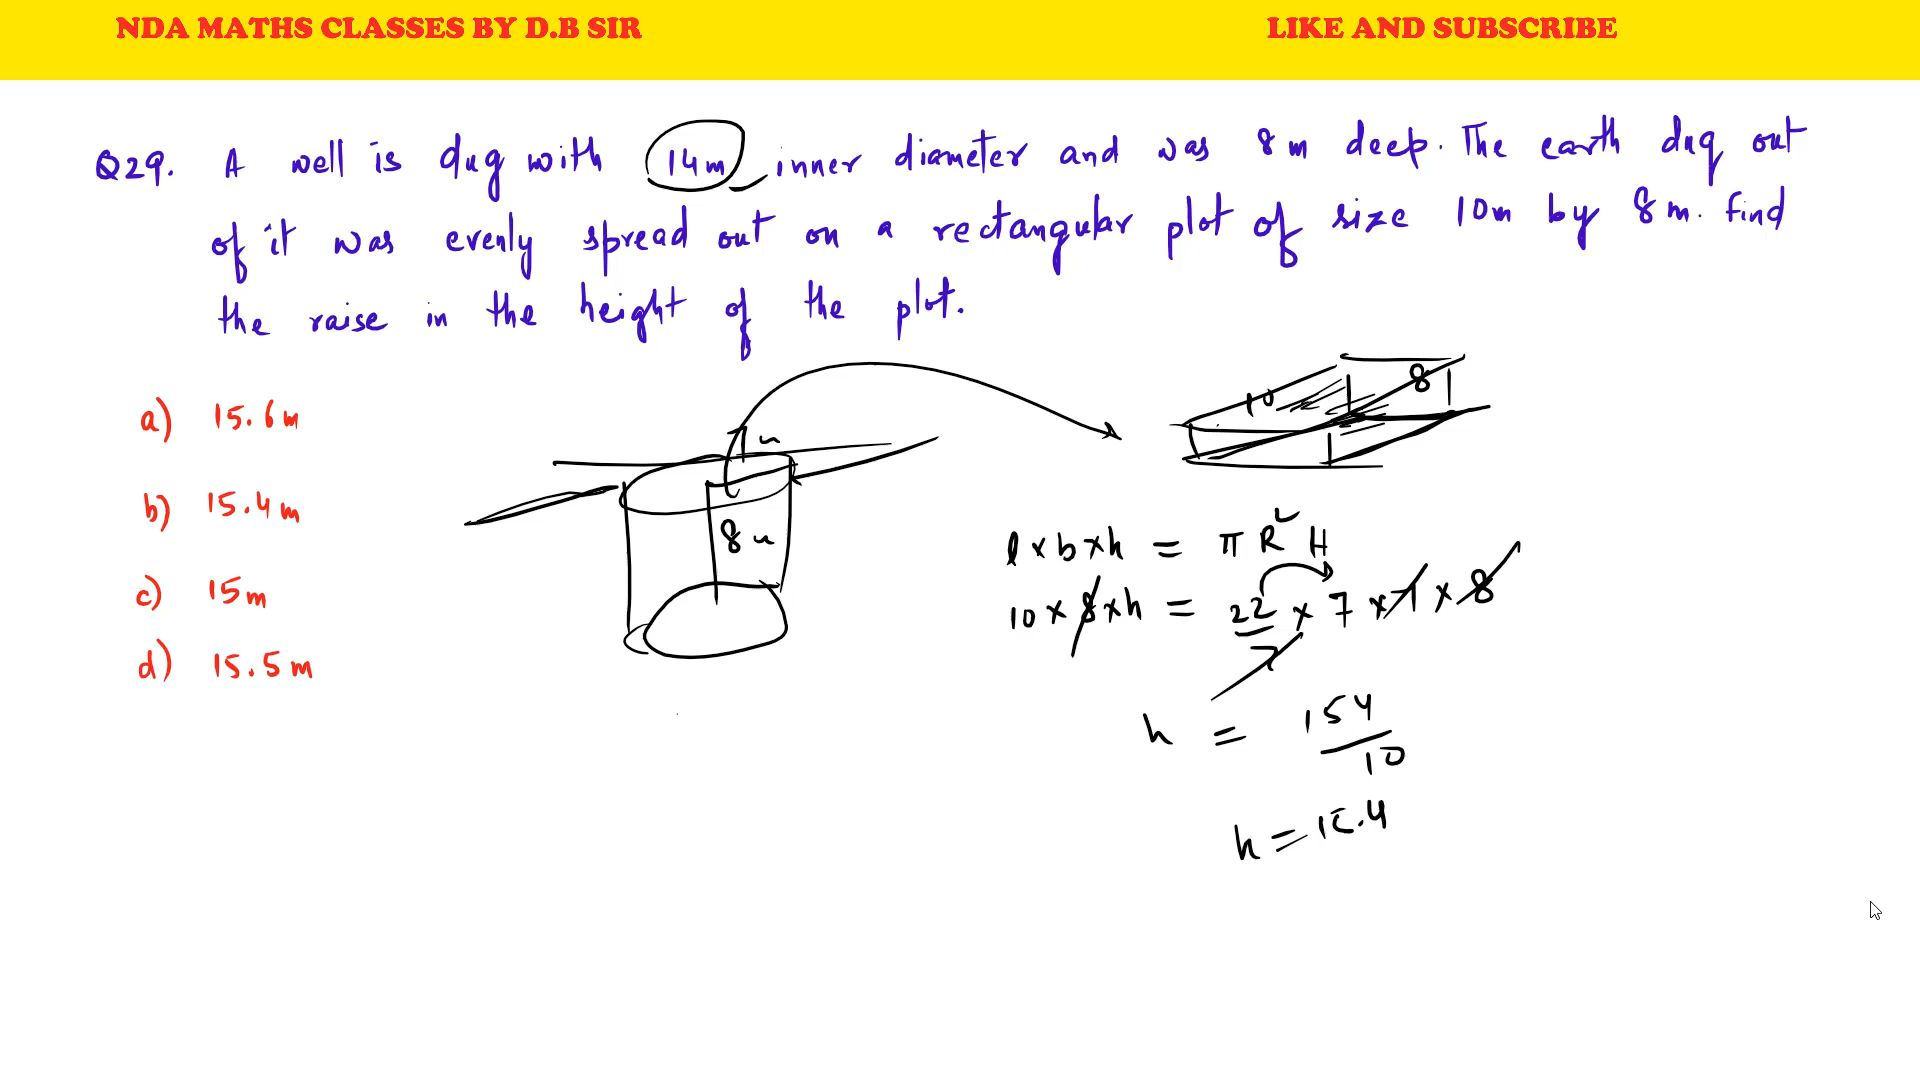 NDA MATHS CLASSES BY D.B SIR
LIKE AND SUBSCRIBE
Q29. A well is dug with 14m inner diameter and was 8m deep. The earth dug out
of it was evenly spread out on a rectangular plot of size 10m by 8m. find
the raise in the height of the plot.
a) 15.6m
b) 15.4m
c) 15m
d) 15.5m
8m
10 8
l×b×h = πR²H
10×8×h = 22/7 × 7 × 7 × 8
h = 154/10
h = 15.4